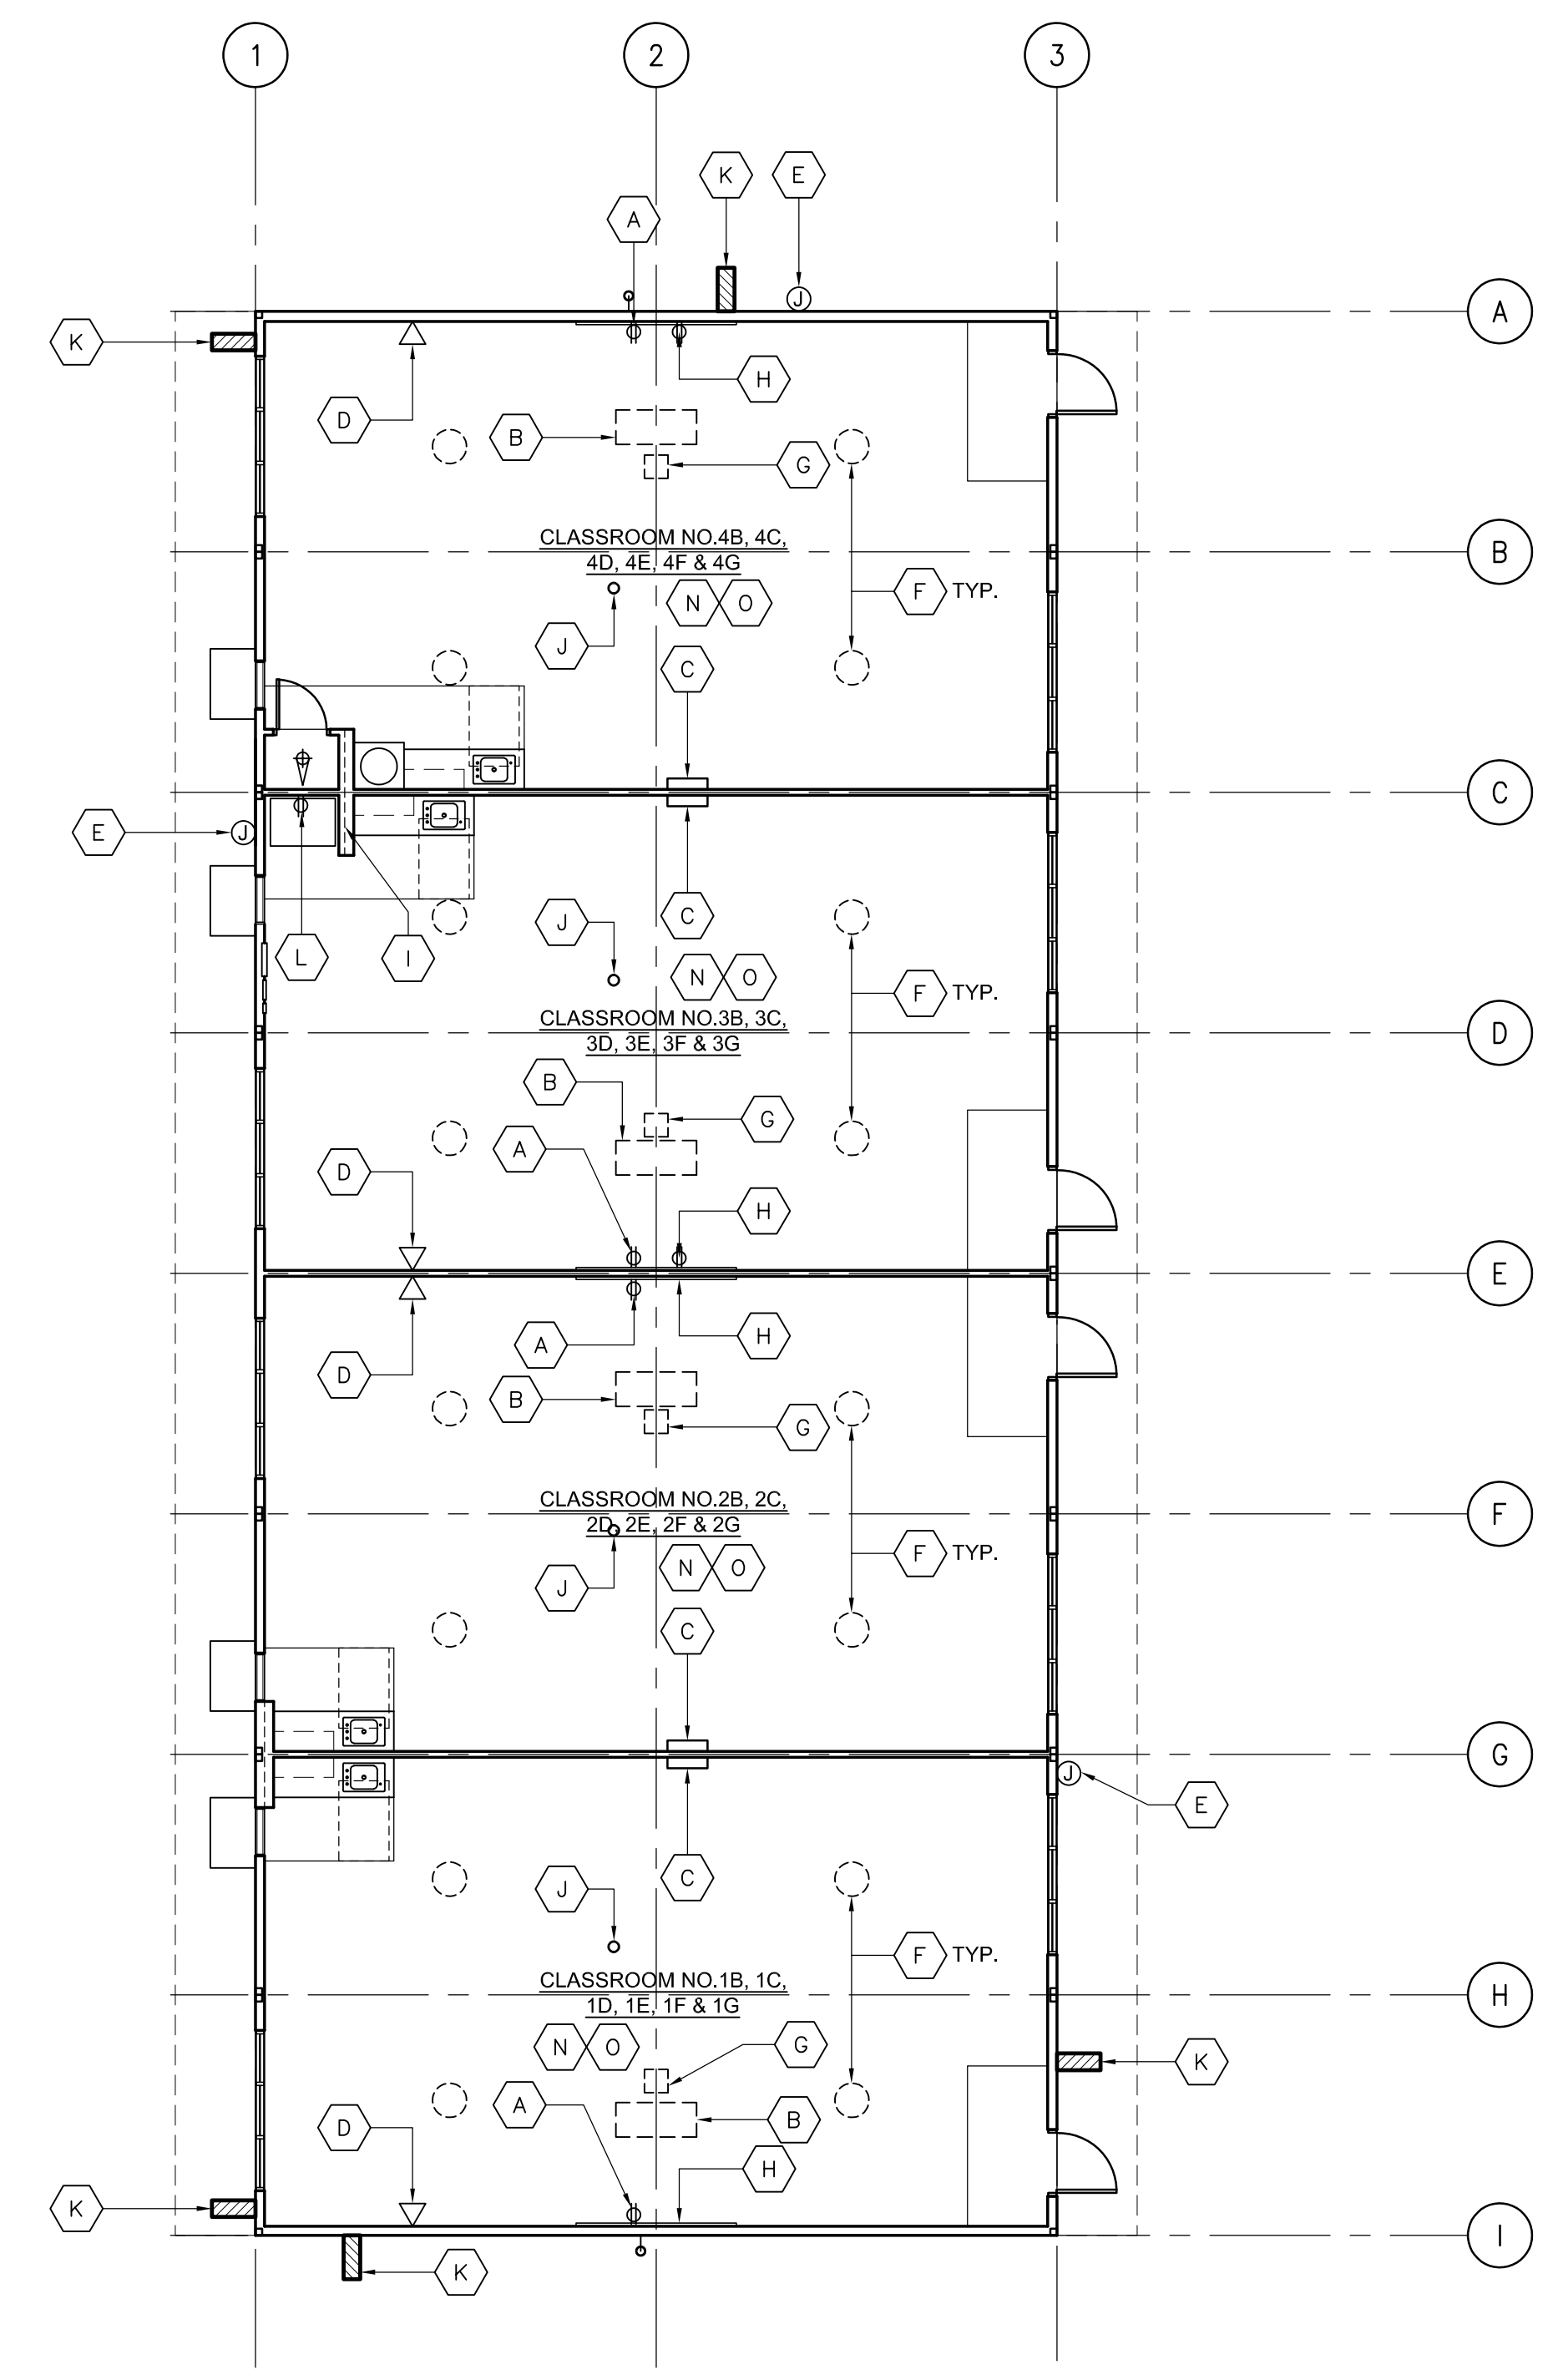 1 2 3
K E
A
A
K
H
D
B
G
CLASSROOM NO.4B, 4C,
4D, 4E, 4F & 4G
B
N O
F TYP.
J
C
C
E
J
C
J
L I
N O
F TYP.
CLASSROOM NO.3B, 3C,
3D, 3E, 3F & 3G
D
B
G
A
D
H
E
A
H
D
B
G
CLASSROOM NO.2B, 2C,
2D, 2E, 2F & 2G
F
N O
F TYP.
J
C
G
J
E
C
J
F TYP.
CLASSROOM NO.1B, 1C,
1D, 1E, 1F & 1G
H
N O
G
K
A
B
D
H
K
I
K
J